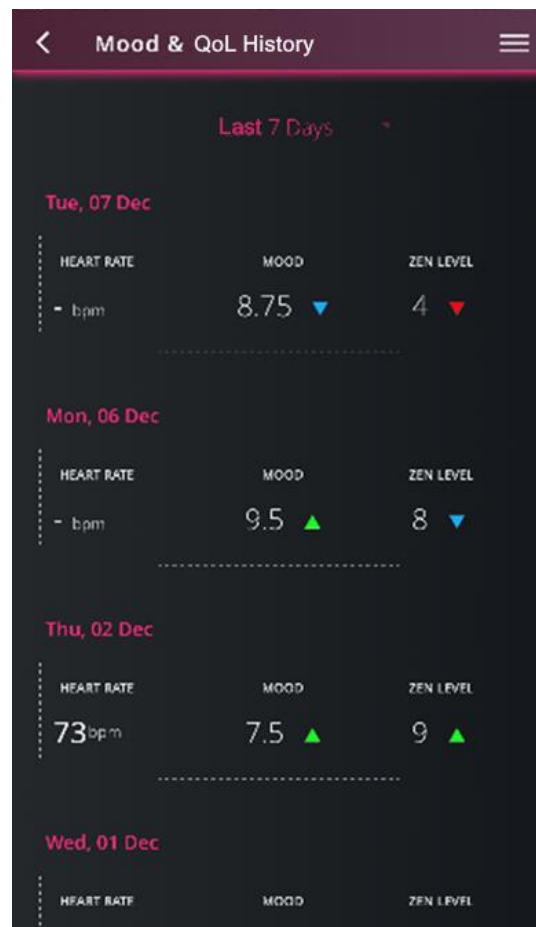 Mood & QoL History
Last 7 Days
Tue, 07 Dec
HEART RATE MOOD ZEN LEVEL
- bpm 8.75 4
Mon, 06 Dec
HEART RATE MOOD ZEN LEVEL
- bpm 9.5 8
Thu, 02 Dec
HEART RATE MOOD ZEN LEVEL
73 bpm 7.5 9
Wed, 01 Dec
HEART RATE MOOD ZEN LEVEL